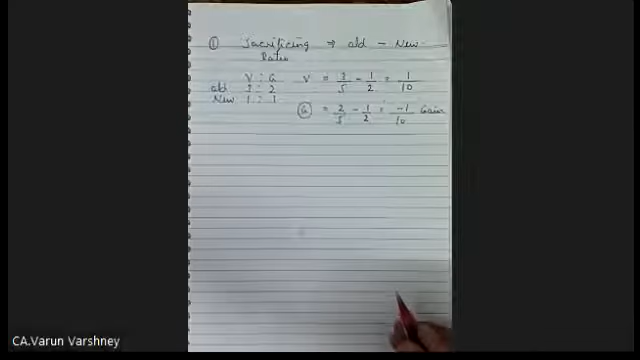 ① Sacrificing ⇒ old - New
Ratio
V : G
old 3 : 2
New 1 : 1
V = 3/5 - 1/2 = 1/10
G = 2/5 - 1/2 = -1/10 Gain
CA.Varun Varshney